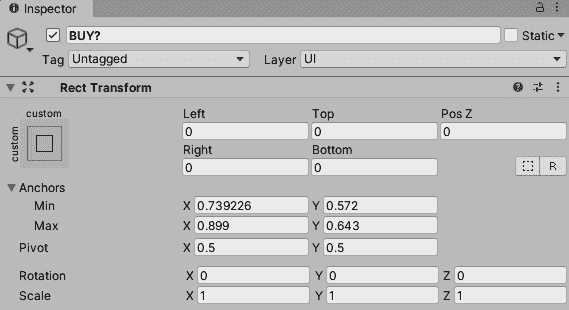 Inspector
BUY? Static
Tag Untagged Layer UI
Rect Transform
custom Left Top Pos Z
custom 0 0 0
Right Bottom
0 0 R
Anchors
Min X 0.739226 Y 0.572
Max X 0.899 Y 0.643
Pivot X 0.5 Y 0.5
Rotation X 0 Y 0 Z 0
Scale X 1 Y 1 Z 1